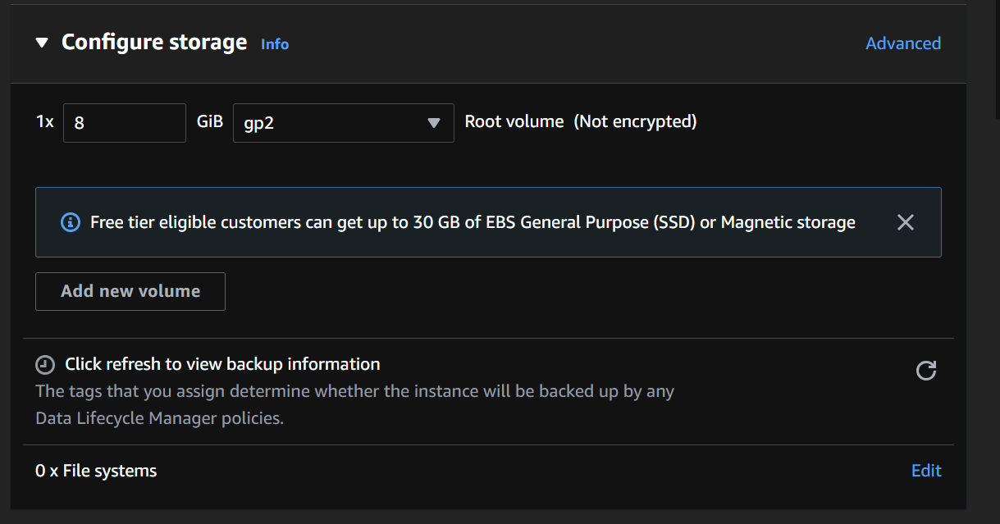 Configure storage Info Advanced
1x 8 GiB gp2 Root volume (Not encrypted)
Free tier eligible customers can get up to 30 GB of EBS General Purpose (SSD) or Magnetic storage
Add new volume
Click refresh to view backup information
The tags that you assign determine whether the instance will be backed up by any
Data Lifecycle Manager policies.
0 x File systems Edit